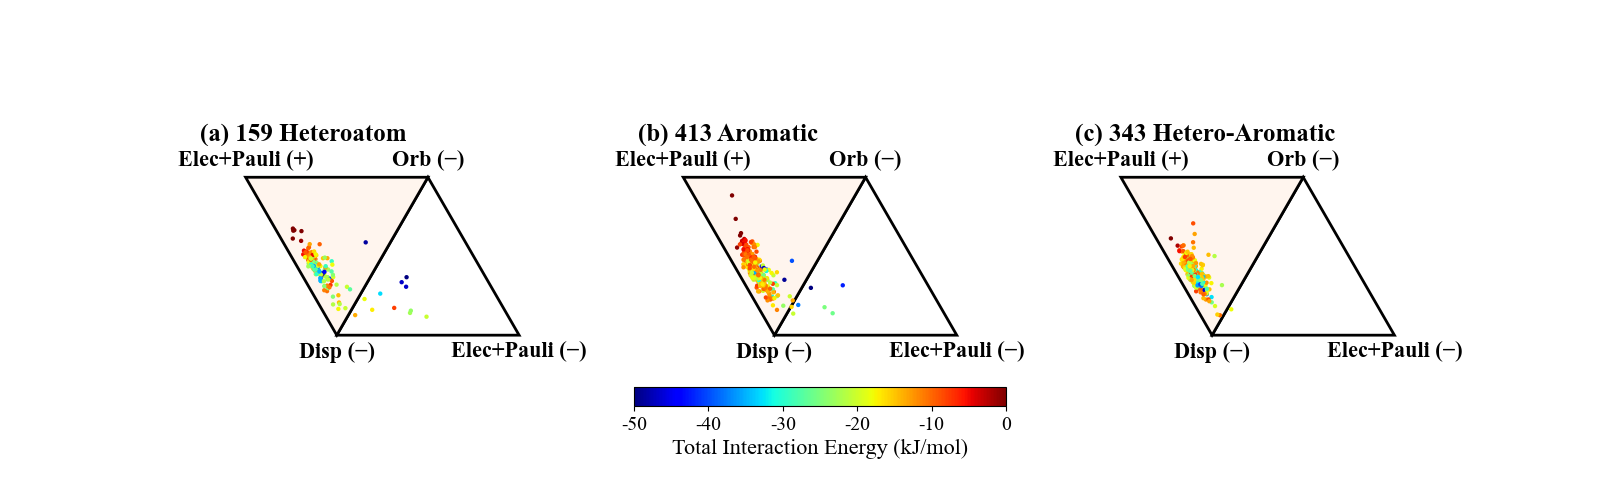 (a) 159 Heteroatom
(b) 413 Aromatic
(c) 343 Hetero-Aromatic
Elec+Pauli (+)
Orb (−)
Elec+Pauli (+)
Orb (−)
Elec+Pauli (+)
Orb (−)
Disp (−)
Elec+Pauli (−)
Disp (−)
Elec+Pauli (−)
Disp (−)
Elec+Pauli (−)
-50 -40 -30 -20 -10 0
Total Interaction Energy (kJ/mol)